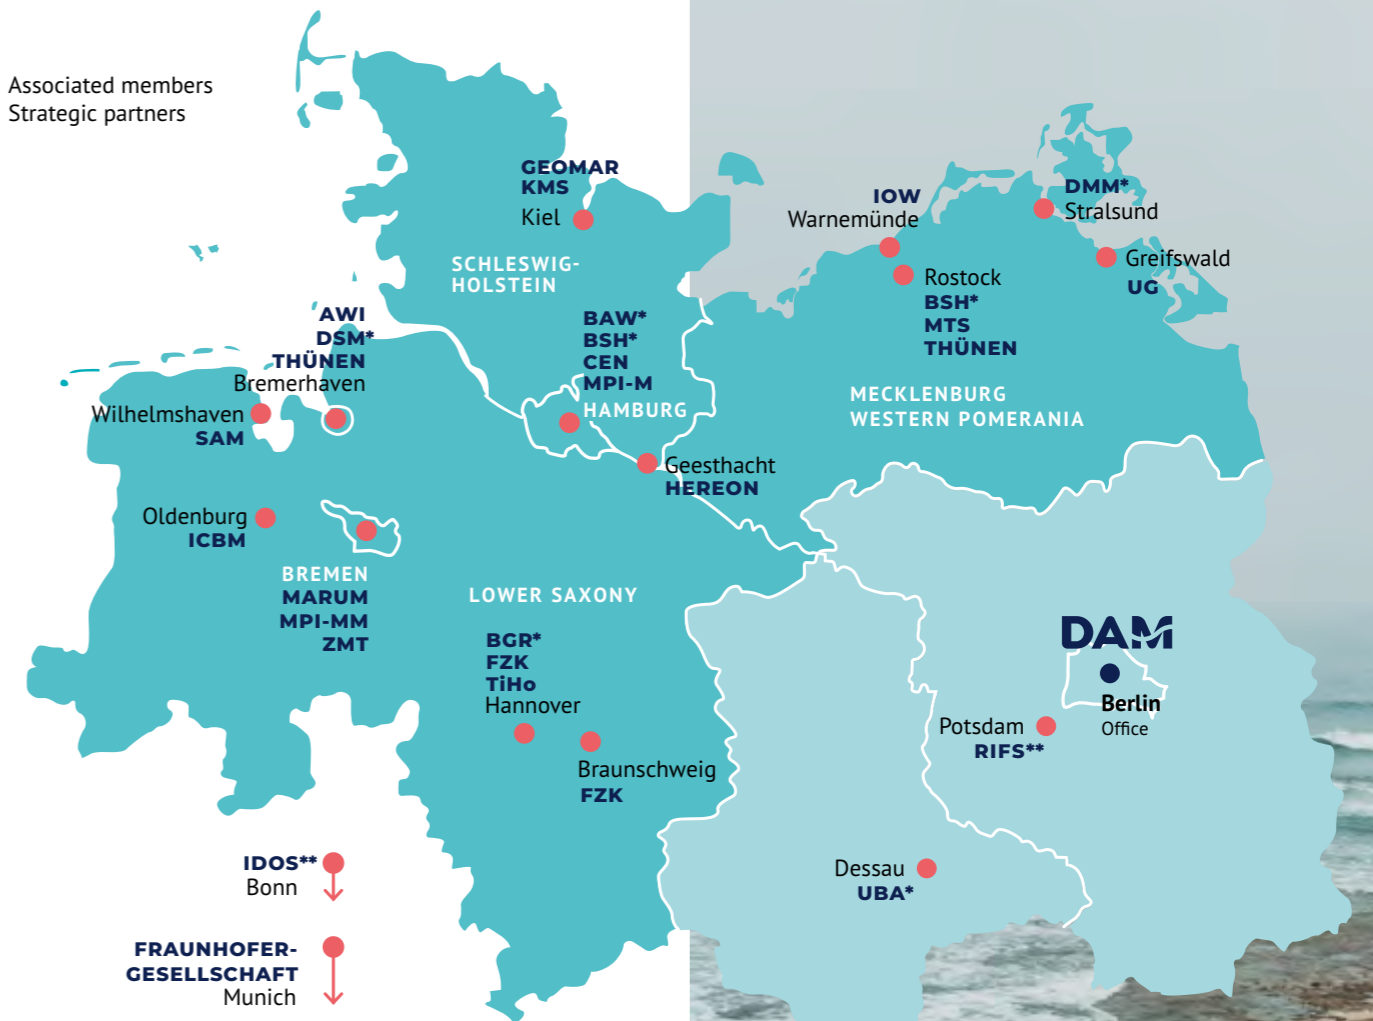 Associated members
Strategic partners
GEOMAR
KMS
Kiel
SCHLESWIG-
HOLSTEIN
IOW
Warnemünde
DMM*
Stralsund
Greifswald
UG
Rostock
BSH*
MTS
THÜNEN
AWI
DSM*
THÜNEN
Bremerhaven
BAW*
BSH*
CEN
MPI-M
HAMBURG
MECKLENBURG
WESTERN POMERANIA
Wilhelmshaven
SAM
Geesthacht
HEREON
Oldenburg
ICBM
BREMEN
MARUM
MPI-MM
ZMT
LOWER SAXONY
BGR*
FZK
TiHo
Hannover
Braunschweig
FZK
DAM
Berlin
Office
Potsdam
RIFS**
Dessau
UBA*
IDOS**
Bonn
FRAUNHOFER-
GESELLSCHAFT
Munich